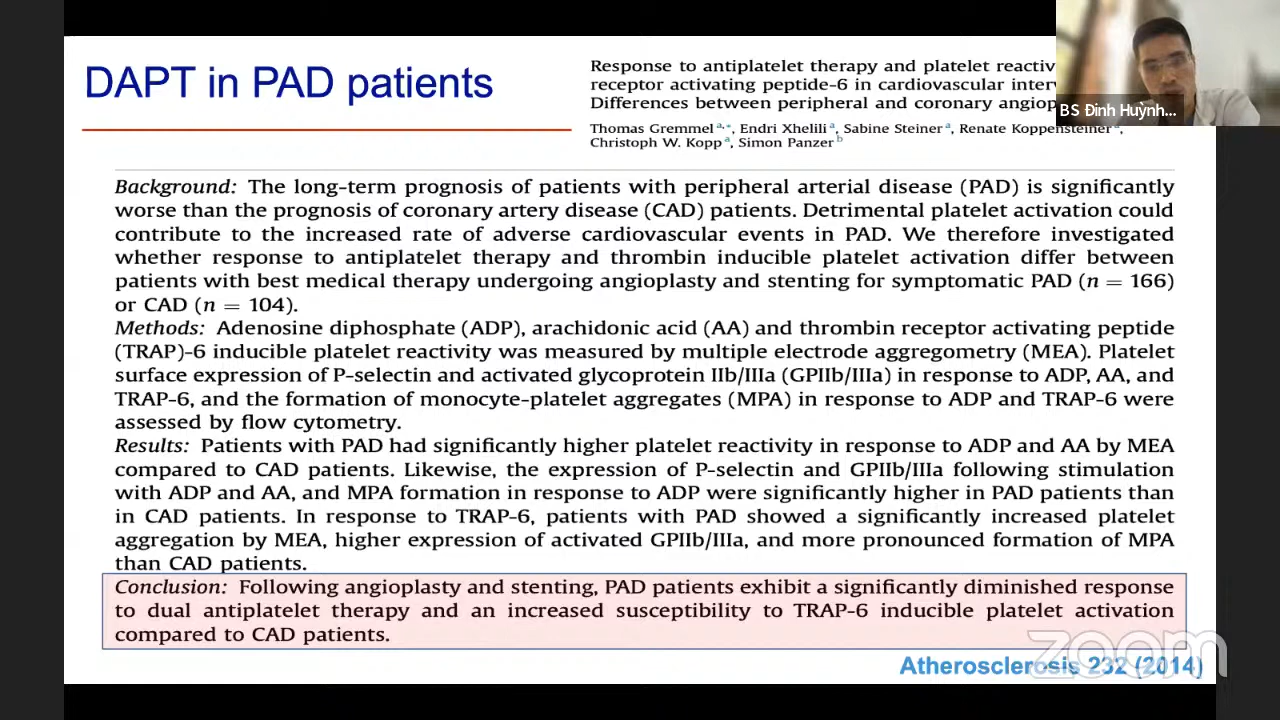 DAPT in PAD patients
Response to antiplatelet therapy and platelet reactiv
receptor activating peptide-6 in cardiovascular inter
Differences between peripheral and coronary angiop
Thomas Gremmel a,*, Endri Xhelili a, Sabine Steiner a, Renate Koppensteiner a,
Christoph W. Kopp a, Simon Panzer b
BS Đinh Huỳnh...
Background: The long-term prognosis of patients with peripheral arterial disease (PAD) is significantly
worse than the prognosis of coronary artery disease (CAD) patients. Detrimental platelet activation could
contribute to the increased rate of adverse cardiovascular events in PAD. We therefore investigated
whether response to antiplatelet therapy and thrombin inducible platelet activation differ between
patients with best medical therapy undergoing angioplasty and stenting for symptomatic PAD (n = 166)
or CAD (n = 104).
Methods: Adenosine diphosphate (ADP), arachidonic acid (AA) and thrombin receptor activating peptide
(TRAP)-6 inducible platelet reactivity was measured by multiple electrode aggregometry (MEA). Platelet
surface expression of P-selectin and activated glycoprotein IIb/IIIa (GPIIb/IIIa) in response to ADP, AA, and
TRAP-6, and the formation of monocyte-platelet aggregates (MPA) in response to ADP and TRAP-6 were
assessed by flow cytometry.
Results: Patients with PAD had significantly higher platelet reactivity in response to ADP and AA by MEA
compared to CAD patients. Likewise, the expression of P-selectin and GPIIb/IIIa following stimulation
with ADP and AA, and MPA formation in response to ADP were significantly higher in PAD patients than
in CAD patients. In response to TRAP-6, patients with PAD showed a significantly increased platelet
aggregation by MEA, higher expression of activated GPIIb/IIIa, and more pronounced formation of MPA
than CAD patients.
Conclusion: Following angioplasty and stenting, PAD patients exhibit a significantly diminished response
to dual antiplatelet therapy and an increased susceptibility to TRAP-6 inducible platelet activation
compared to CAD patients.
zoom
Atherosclerosis 232 (2014)